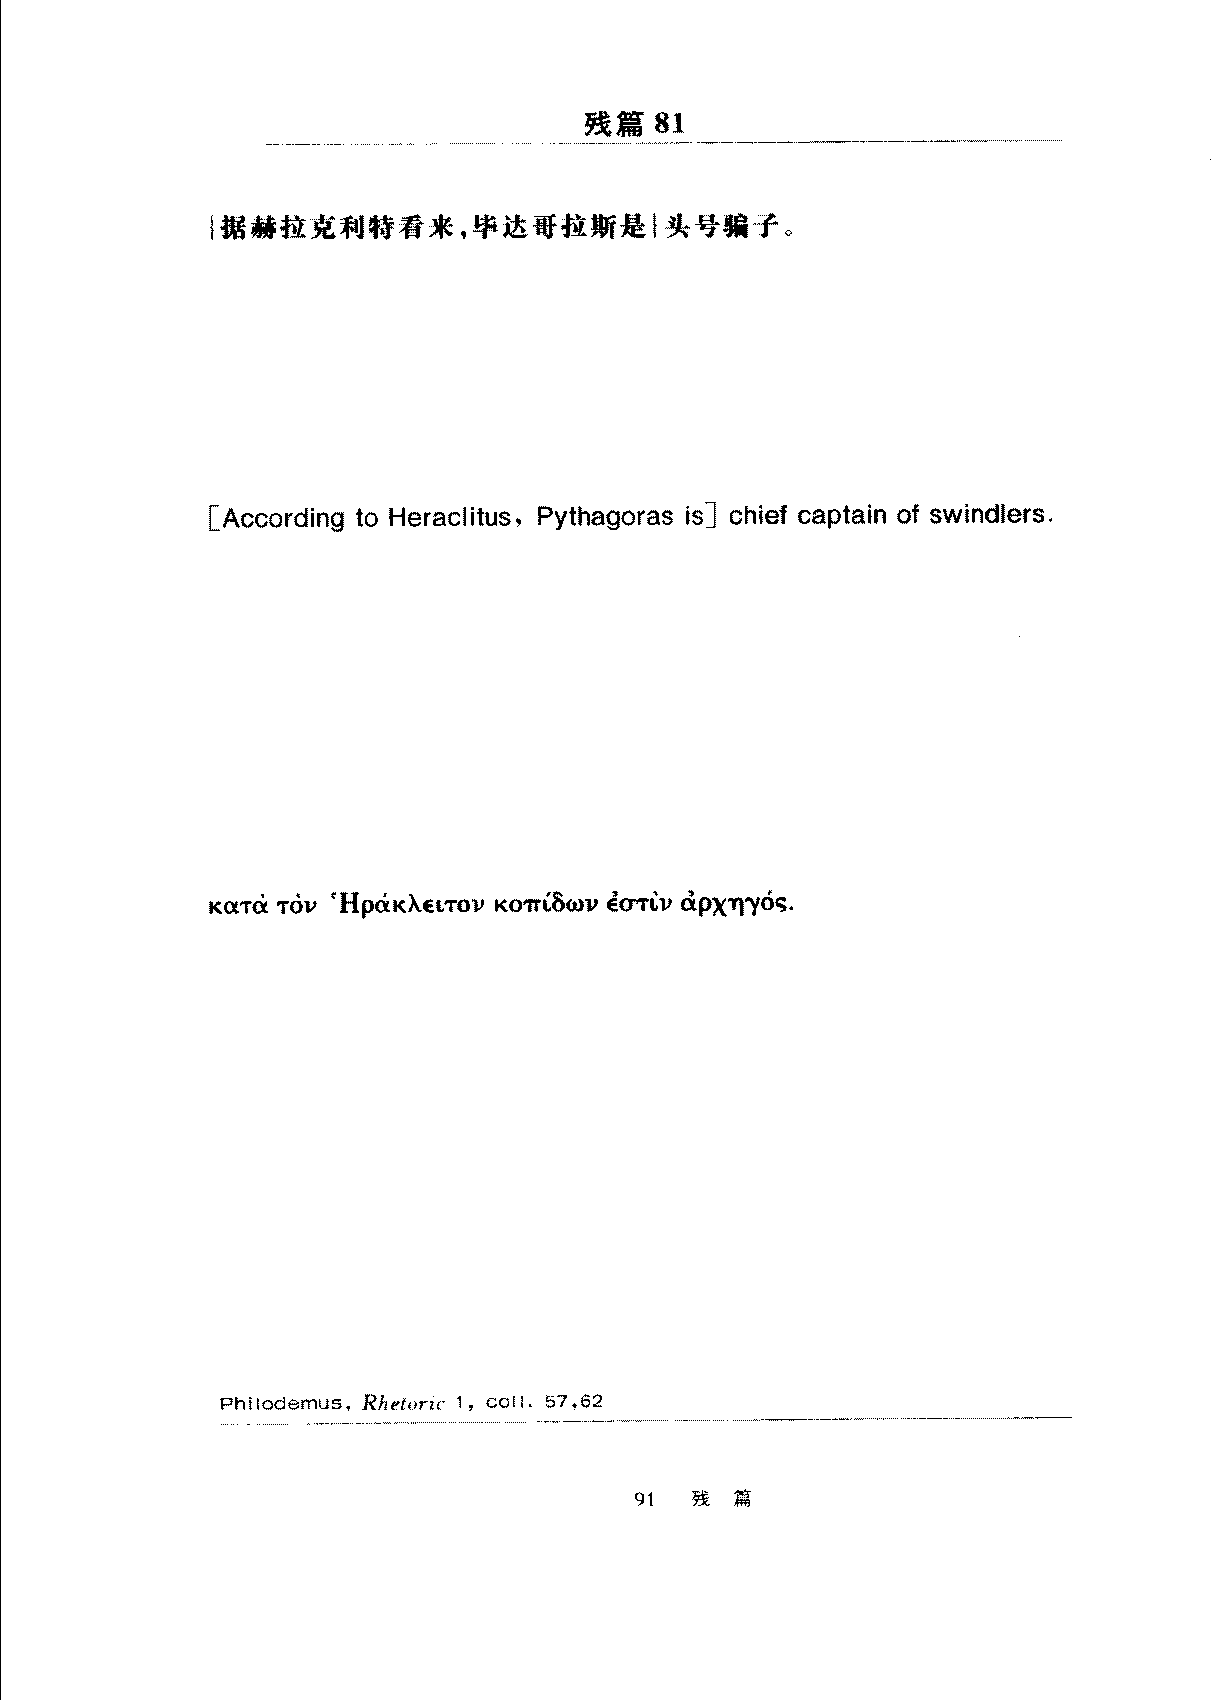 残篇 81
[据赫拉克利特看来,毕达哥拉斯是]头号骗子。
[According to Heraclitus, Pythagoras is] chief captain of swindlers.
κατὰ τὸν Ἡράκλειτον κοπίδων ἐστὶν ἀρχηγός.
Philodemus, Rhetoric 1, coll. 57,62
91 残 篇